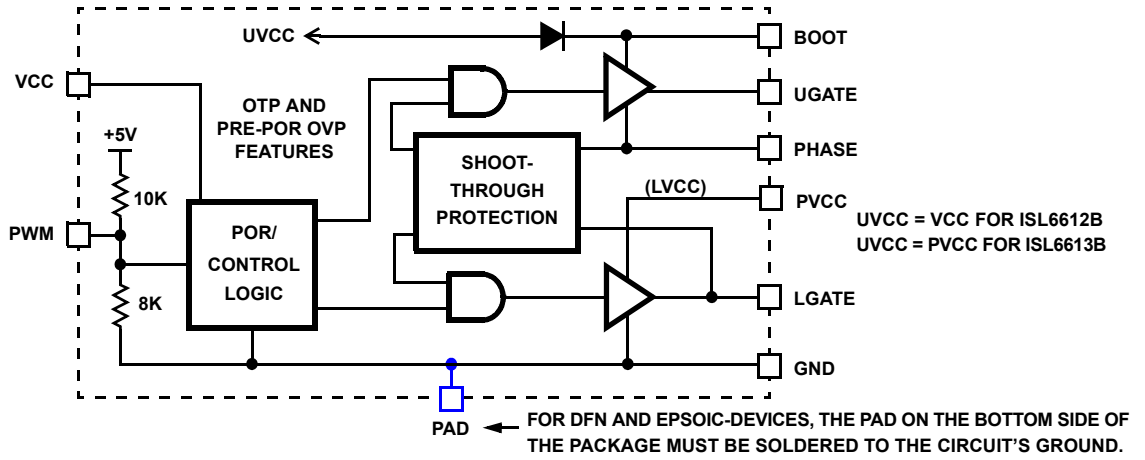 UVCC
BOOT
VCC
OTP AND
PRE-POR OVP
FEATURES
UGATE
+5V
10K
SHOOT-
THROUGH
PROTECTION
PHASE
(LVCC)
PVCC
UVCC = VCC FOR ISL6612B
UVCC = PVCC FOR ISL6613B
PWM
POR/
CONTROL
LOGIC
8K
LGATE
GND
PAD
FOR DFN AND EPSOIC-DEVICES, THE PAD ON THE BOTTOM SIDE OF
THE PACKAGE MUST BE SOLDERED TO THE CIRCUIT'S GROUND.